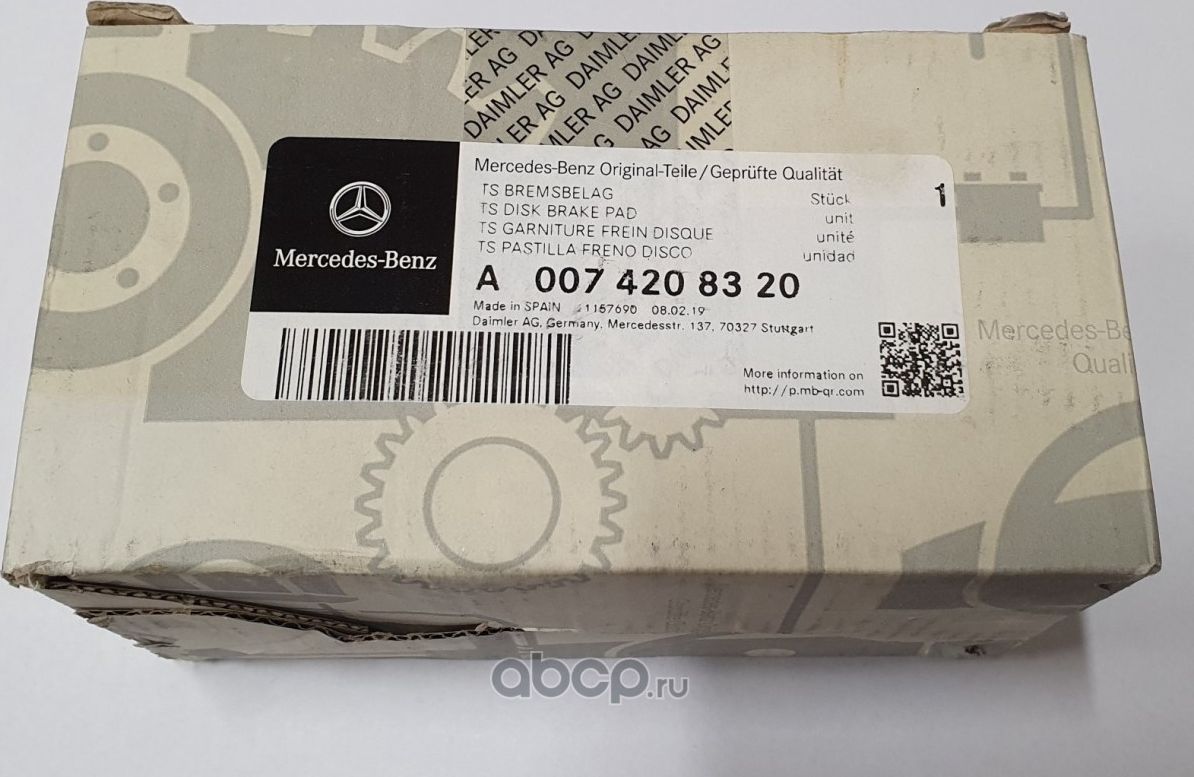 DAIMLER AG DAIMLER AG
DAIMLER AG
Mercedes-Benz Original-Teile/Geprüfte Qualität
TS BREMSBELAG Stück 1
TS DISK BRAKE PAD unit
TS GARNITURE FREIN DISQUE unité
TS PASTILLA FRENO DISCO unidad
Mercedes-Benz
A 007 420 83 20
Made in SPAIN 41157690 08.02.19
Daimler AG, Germany, Mercedesstr. 137, 70327 Stuttgart
More information on
http://p.mb-qr.com
Mercedes-Be
Quali
abcp.ru